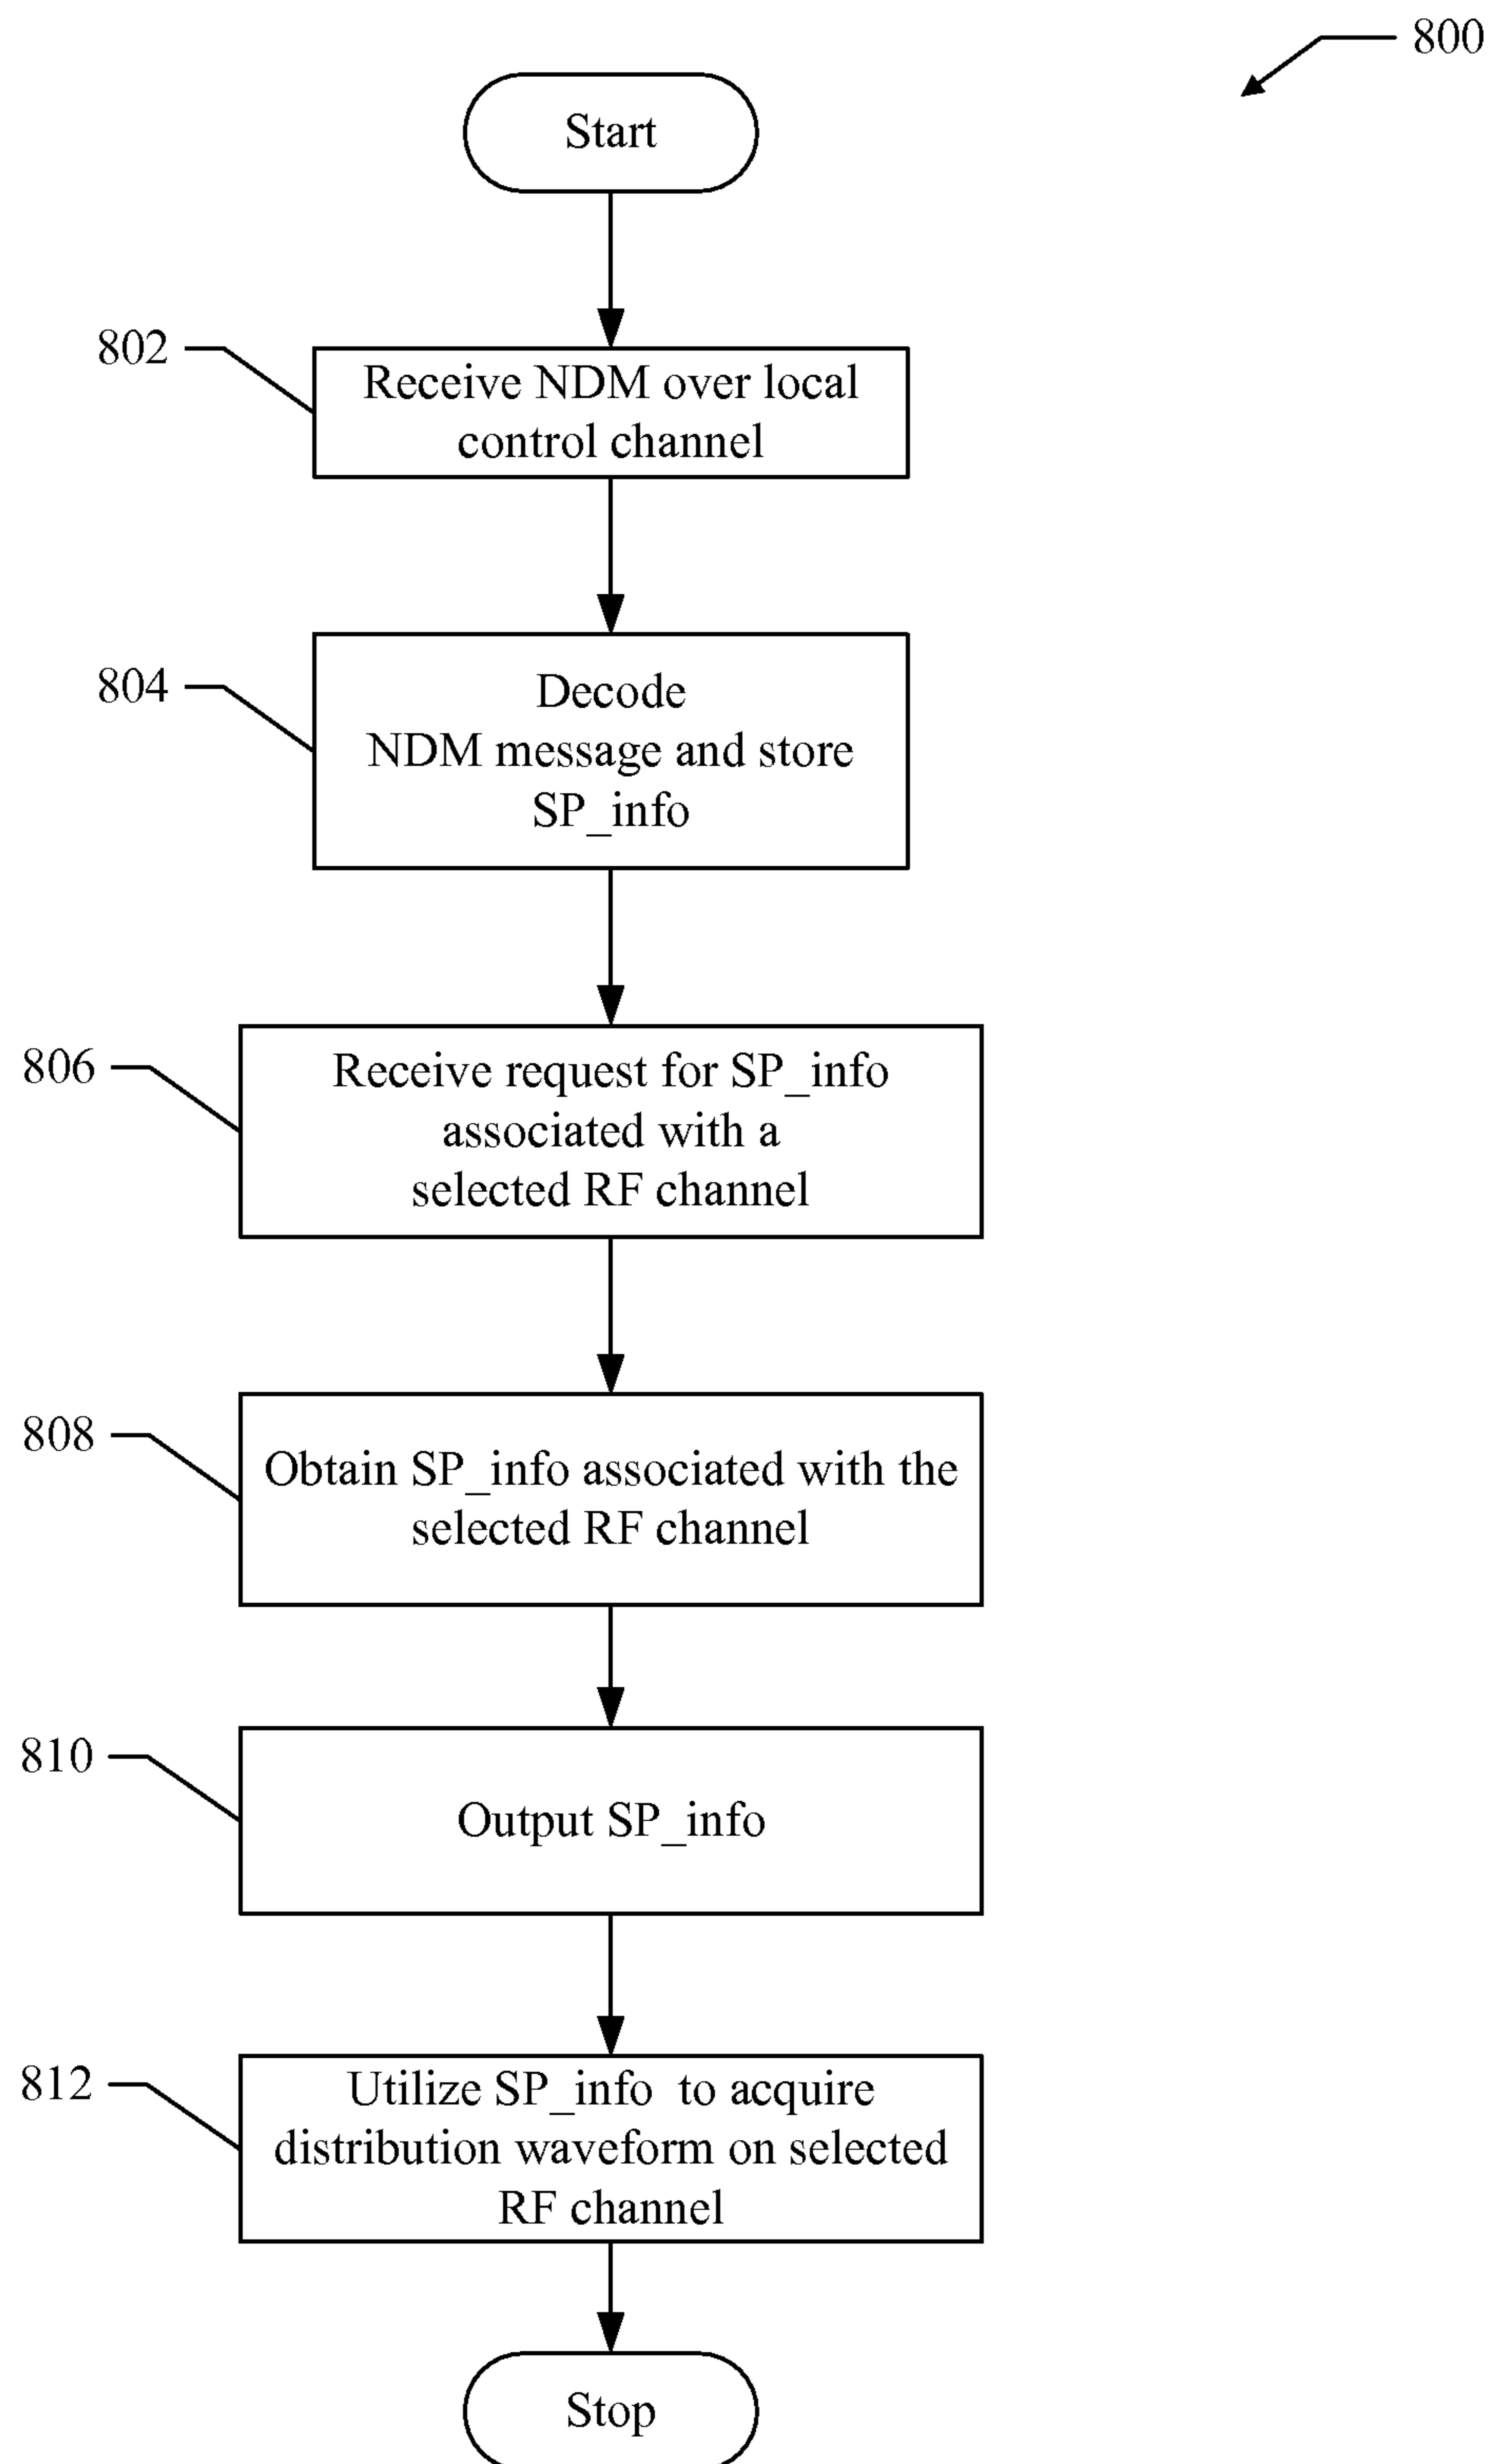 800
Start
802
Receive NDM over local
control channel
804
Decode
NDM message and store
SP_info
806
Receive request for SP_info
associated with a
selected RF channel
808
Obtain SP_info associated with the
selected RF channel
810
Output SP_info
812
Utilize SP_info to acquire
distribution waveform on selected
RF channel
Stop